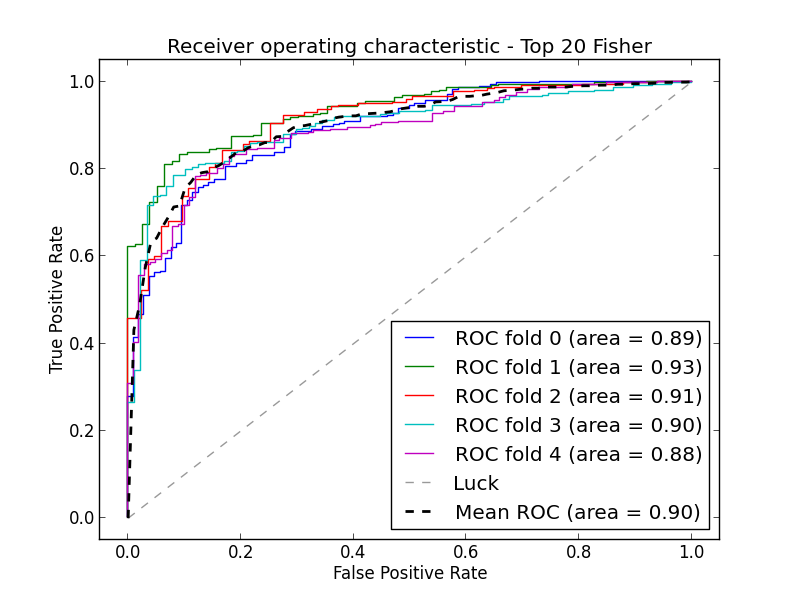 Receiver operating characteristic - Top 20 Fisher
True Positive Rate
1.0
0.8
0.6
0.4
0.2
0.0
ROC fold 0 (area = 0.89)
ROC fold 1 (area = 0.93)
ROC fold 2 (area = 0.91)
ROC fold 3 (area = 0.90)
ROC fold 4 (area = 0.88)
Luck
Mean ROC (area = 0.90)
0.0 0.2 0.4 0.6 0.8 1.0
False Positive Rate